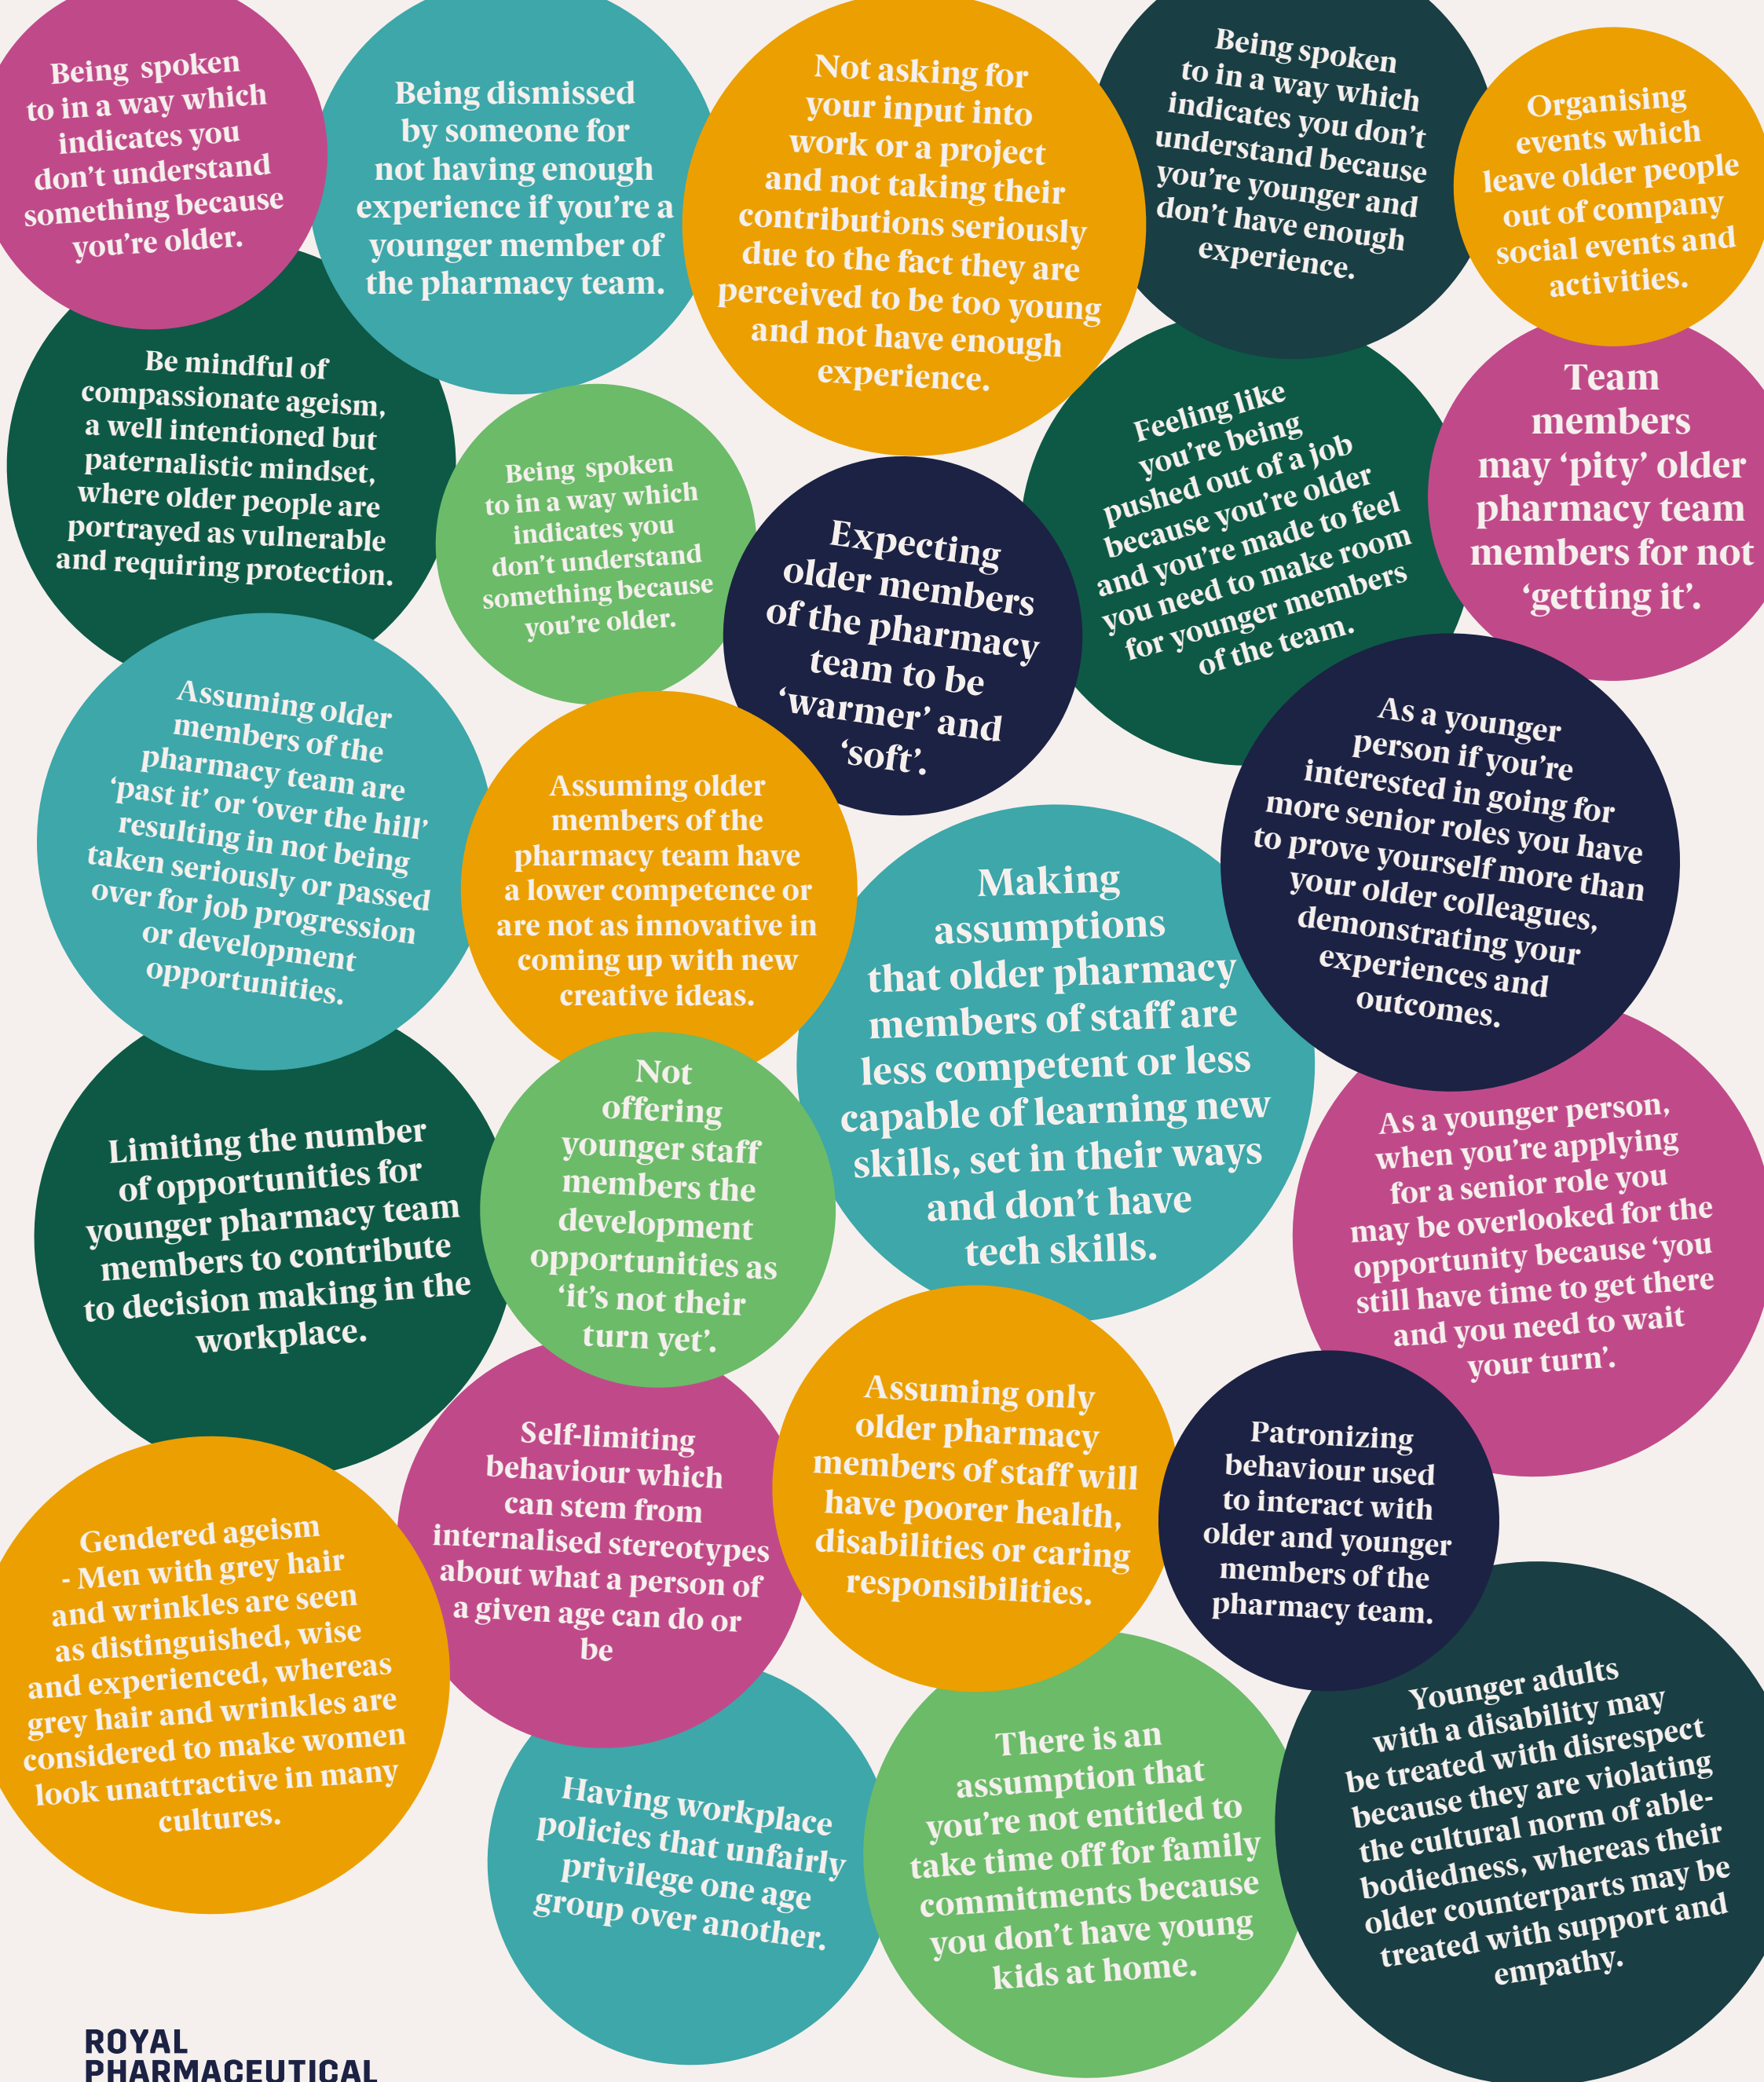 Being spoken
to in a way which
indicates you
don't understand
something because
you're older.
Being dismissed
by someone for
not having enough
experience if you're a
younger member of
the pharmacy team.
Not asking for
your input into
work or a project
and not taking their
contributions seriously
due to the fact they are
perceived to be too young
and not have enough
experience.
Being spoken
to in a way which
indicates you don't
understand because
you're younger and
don't have enough
experience.
Organising
events which
leave older people
out of company
social events and
activities.
Be mindful of
compassionate ageism,
a well intentioned but
paternalistic mindset,
where older people are
portrayed as vulnerable
and requiring protection.
Being spoken
to in a way which
indicates you
don't understand
something because
you're older.
Expecting
older members
of the pharmacy
team to be
‘warmer’ and
‘soft’.
Feeling like
you're being
pushed out of a job
because you're older
and you're made to feel
you need to make room
for younger members
of the team.
Team
members
may ‘pity’ older
pharmacy team
members for not
‘getting it’.
Assuming older
members of the
pharmacy team are
‘past it’ or ‘over the hill’
resulting in not being
taken seriously or passed
over for job progression
or development
opportunities.
Assuming older
members of the
pharmacy team have
a lower competence or
are not as innovative in
coming up with new
creative ideas.
Making
assumptions
that older pharmacy
members of staff are
less competent or less
capable of learning new
skills, set in their ways
and don't have
tech skills.
As a younger
person if you're
interested in going for
more senior roles you have
to prove yourself more than
your older colleagues,
demonstrating your
experiences and
outcomes.
Limiting the number
of opportunities for
younger pharmacy team
members to contribute
to decision making in the
workplace.
Not
offering
younger staff
members the
development
opportunities as
‘it's not their
turn yet’.
As a younger person,
when you're applying
for a senior role you
may be overlooked for the
opportunity because ‘you
still have time to get there
and you need to wait
your turn’.
Gendered ageism
- Men with grey hair
and wrinkles are seen
as distinguished, wise
and experienced, whereas
grey hair and wrinkles are
considered to make women
look unattractive in many
cultures.
Self-limiting
behaviour which
can stem from
internalised stereotypes
about what a person of
a given age can do or
be
Assuming only
older pharmacy
members of staff will
have poorer health,
disabilities or caring
responsibilities.
Patronizing
behaviour used
to interact with
older and younger
members of the
pharmacy team.
Having workplace
policies that unfairly
privilege one age
group over another.
There is an
assumption that
you're not entitled to
take time off for family
commitments because
you don't have young
kids at home.
Younger adults
with a disability may
be treated with disrespect
because they are violating
the cultural norm of able-
bodiedness, whereas their
older counterparts may be
treated with support and
empathy.
ROYAL
PHARMACEUTICAL